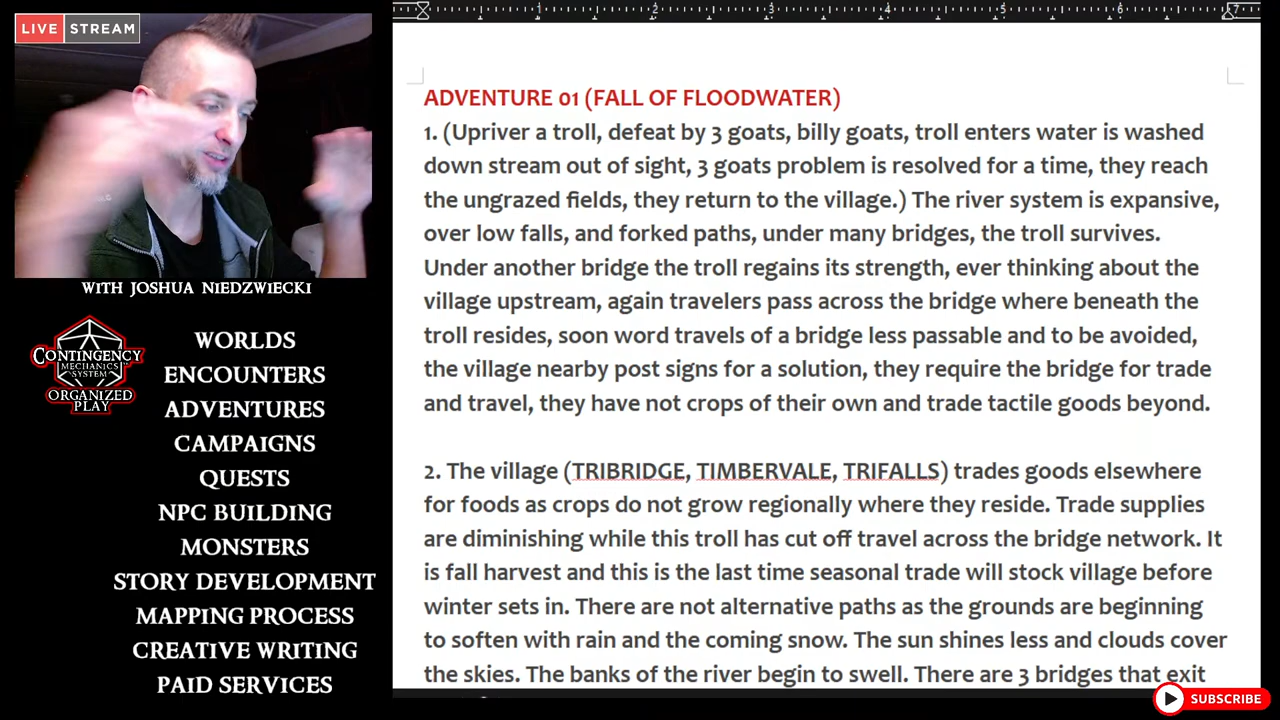 LIVE STREAM
WITH JOSHUA NIEDZWIECKI
CONTINGENCY
MECHANICS
SYSTEM
ORGANIZED
PLAY
WORLDS
ENCOUNTERS
ADVENTURES
CAMPAIGNS
QUESTS
NPC BUILDING
MONSTERS
STORY DEVELOPMENT
MAPPING PROCESS
CREATIVE WRITING
PAID SERVICES
1 2 3 4 5 6 7
ADVENTURE 01 (FALL OF FLOODWATER)
1. (Upriver a troll, defeat by 3 goats, billy goats, troll enters water is washed
down stream out of sight, 3 goats problem is resolved for a time, they reach
the ungrazed fields, they return to the village.) The river system is expansive,
over low falls, and forked paths, under many bridges, the troll survives.
Under another bridge the troll regains its strength, ever thinking about the
village upstream, again travelers pass across the bridge where beneath the
troll resides, soon word travels of a bridge less passable and to be avoided,
the village nearby post signs for a solution, they require the bridge for trade
and travel, they have not crops of their own and trade tactile goods beyond.
2. The village (TRIBRIDGE, TIMBERVALE, TRIFALLS) trades goods elsewhere
for foods as crops do not grow regionally where they reside. Trade supplies
are diminishing while this troll has cut off travel across the bridge network. It
is fall harvest and this is the last time seasonal trade will stock village before
winter sets in. There are not alternative paths as the grounds are beginning
to soften with rain and the coming snow. The sun shines less and clouds cover
the skies. The banks of the river begin to swell. There are 3 bridges that exit
SUBSCRIBE